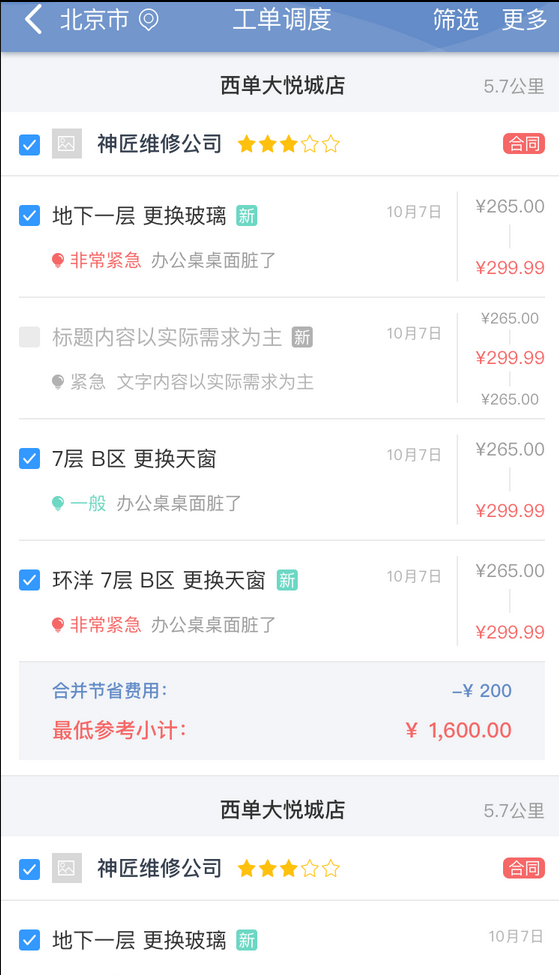 北京市 工单调度 筛选 更多
西单大悦城店 5.7公里
神匠维修公司 合同
地下一层 更换玻璃 新 10月7日 ¥265.00
非常紧急 办公桌桌面脏了 ¥299.99
标题内容以实际需求为主 新 10月7日 ¥265.00
¥299.99
紧急 文字内容以实际需求为主 ¥265.00
7层 B区 更换天窗 10月7日 ¥265.00
一般 办公桌桌面脏了 ¥299.99
环洋 7层 B区 更换天窗 新 10月7日 ¥265.00
非常紧急 办公桌桌面脏了 ¥299.99
合并节省费用： -¥ 200
最低参考小计： ¥ 1,600.00
西单大悦城店 5.7公里
神匠维修公司 合同
地下一层 更换玻璃 新 10月7日